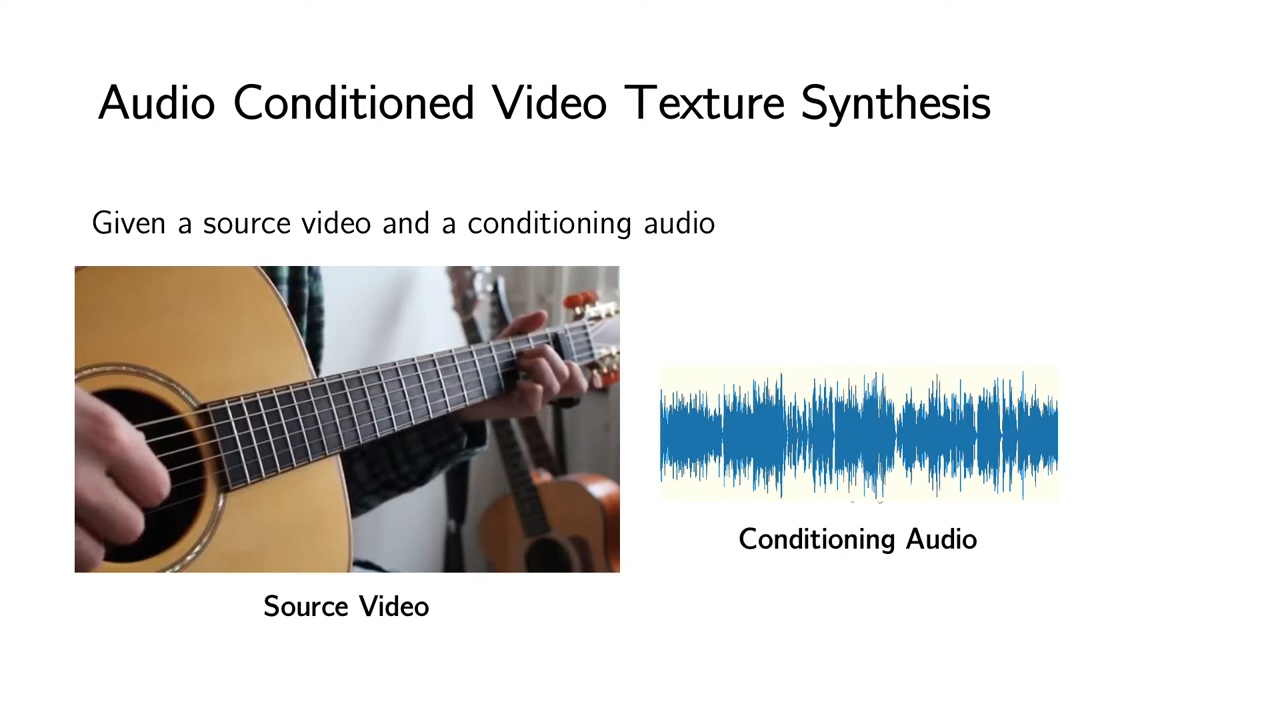 Audio Conditioned Video Texture Synthesis
Given a source video and a conditioning audio
Conditioning Audio
Source Video